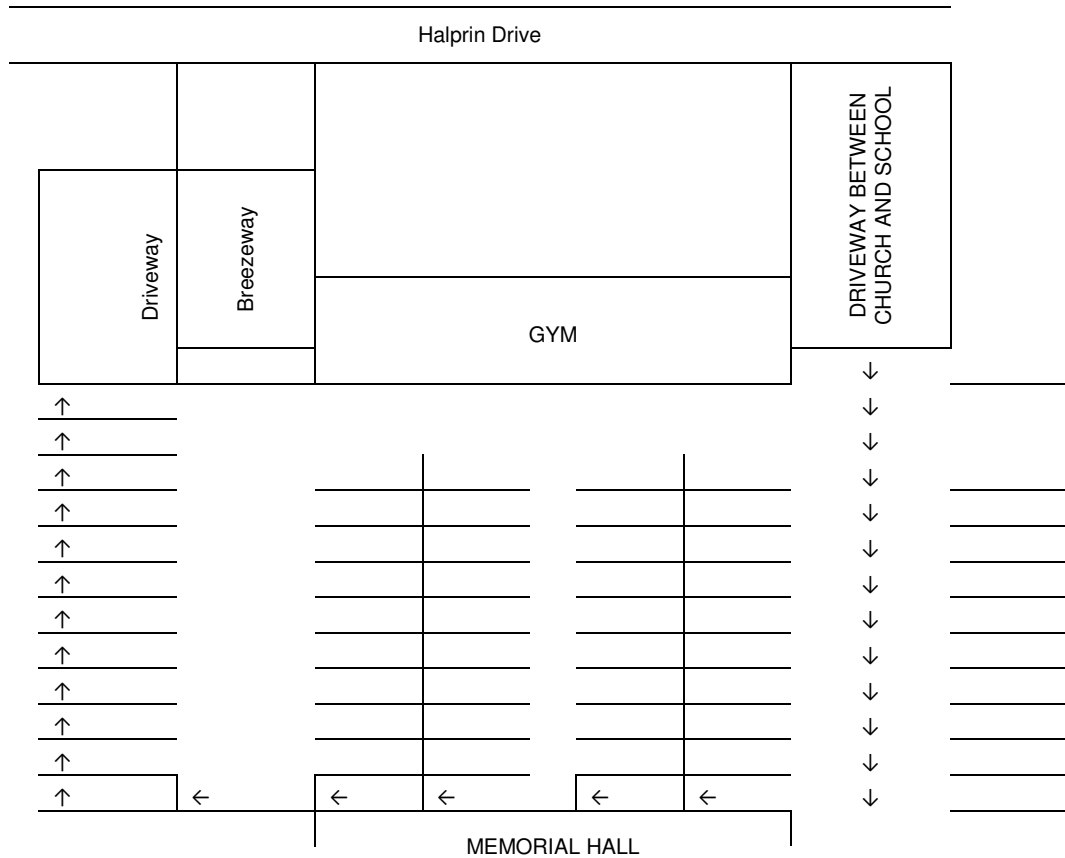 Halprin Drive
DRIVEWAY BETWEEN
CHURCH AND SCHOOL
Driveway
Breezeway
GYM
MEMORIAL HALL